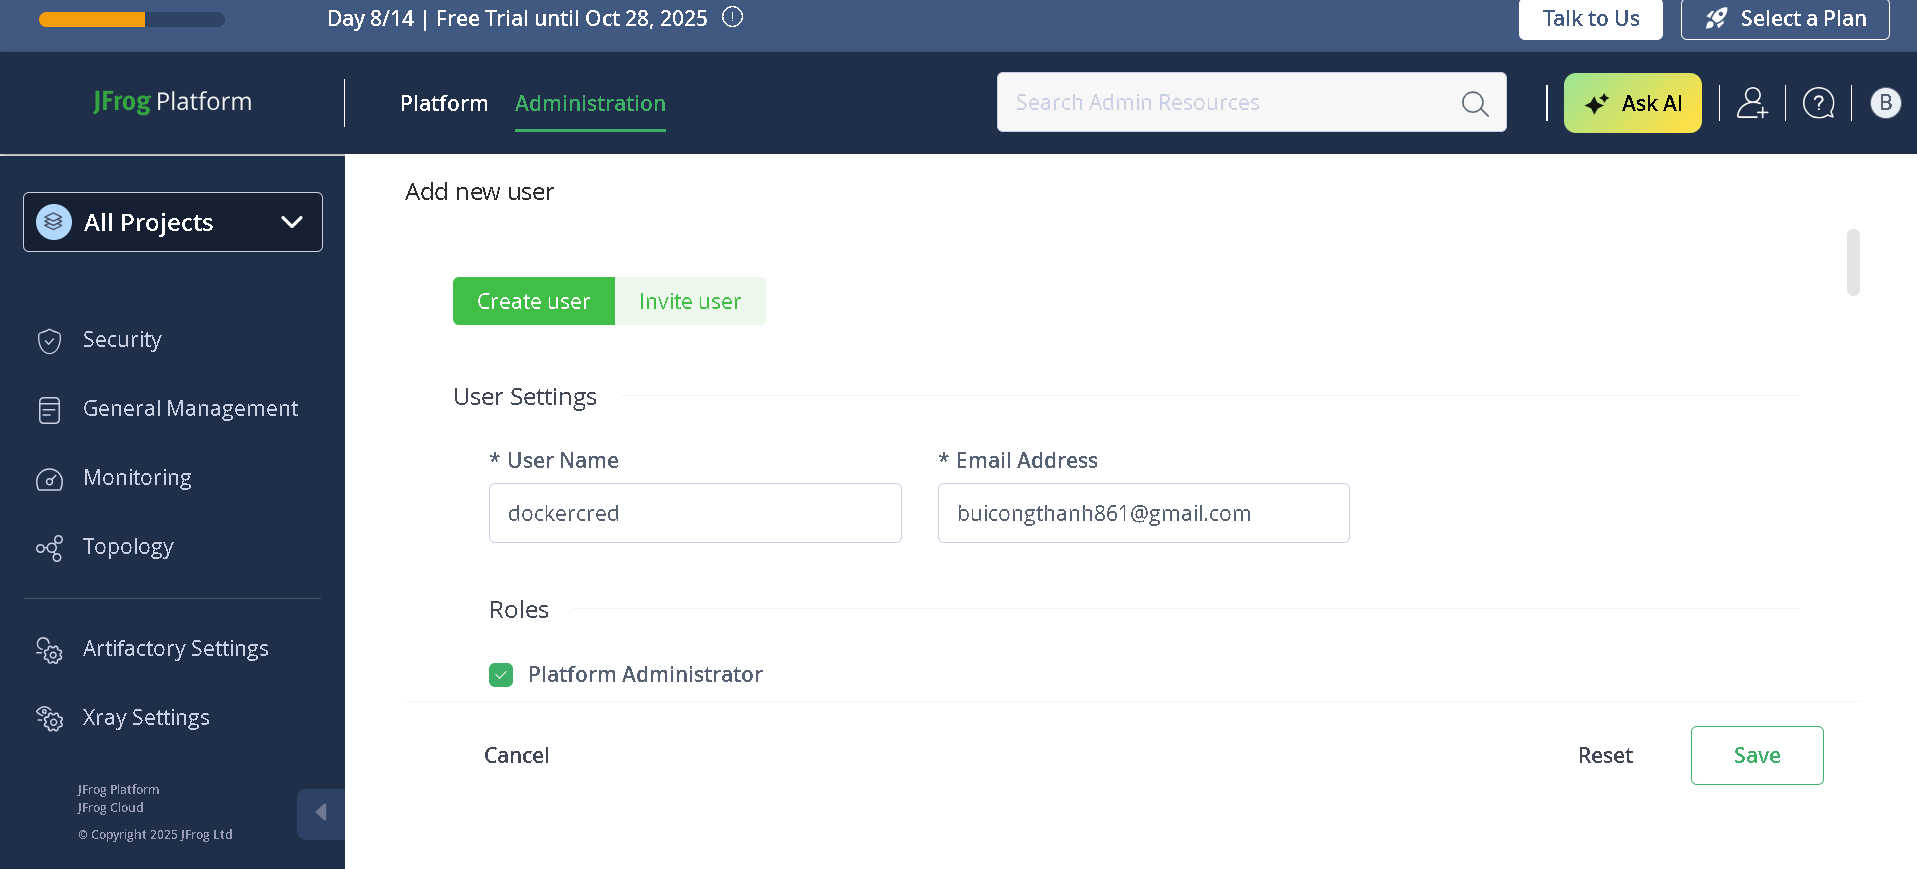 Day 8/14 | Free Trial until Oct 28, 2025
Talk to Us
Select a Plan
JFrog Platform
Platform
Administration
Search Admin Resources
Ask AI
B
All Projects
Security
General Management
Monitoring
Topology
Artifactory Settings
Xray Settings
JFrog Platform
JFrog Cloud
© Copyright 2025 JFrog Ltd
Add new user
Create user
Invite user
User Settings
* User Name
* Email Address
dockercred
buicongthanh861@gmail.com
Roles
Platform Administrator
Cancel
Reset
Save